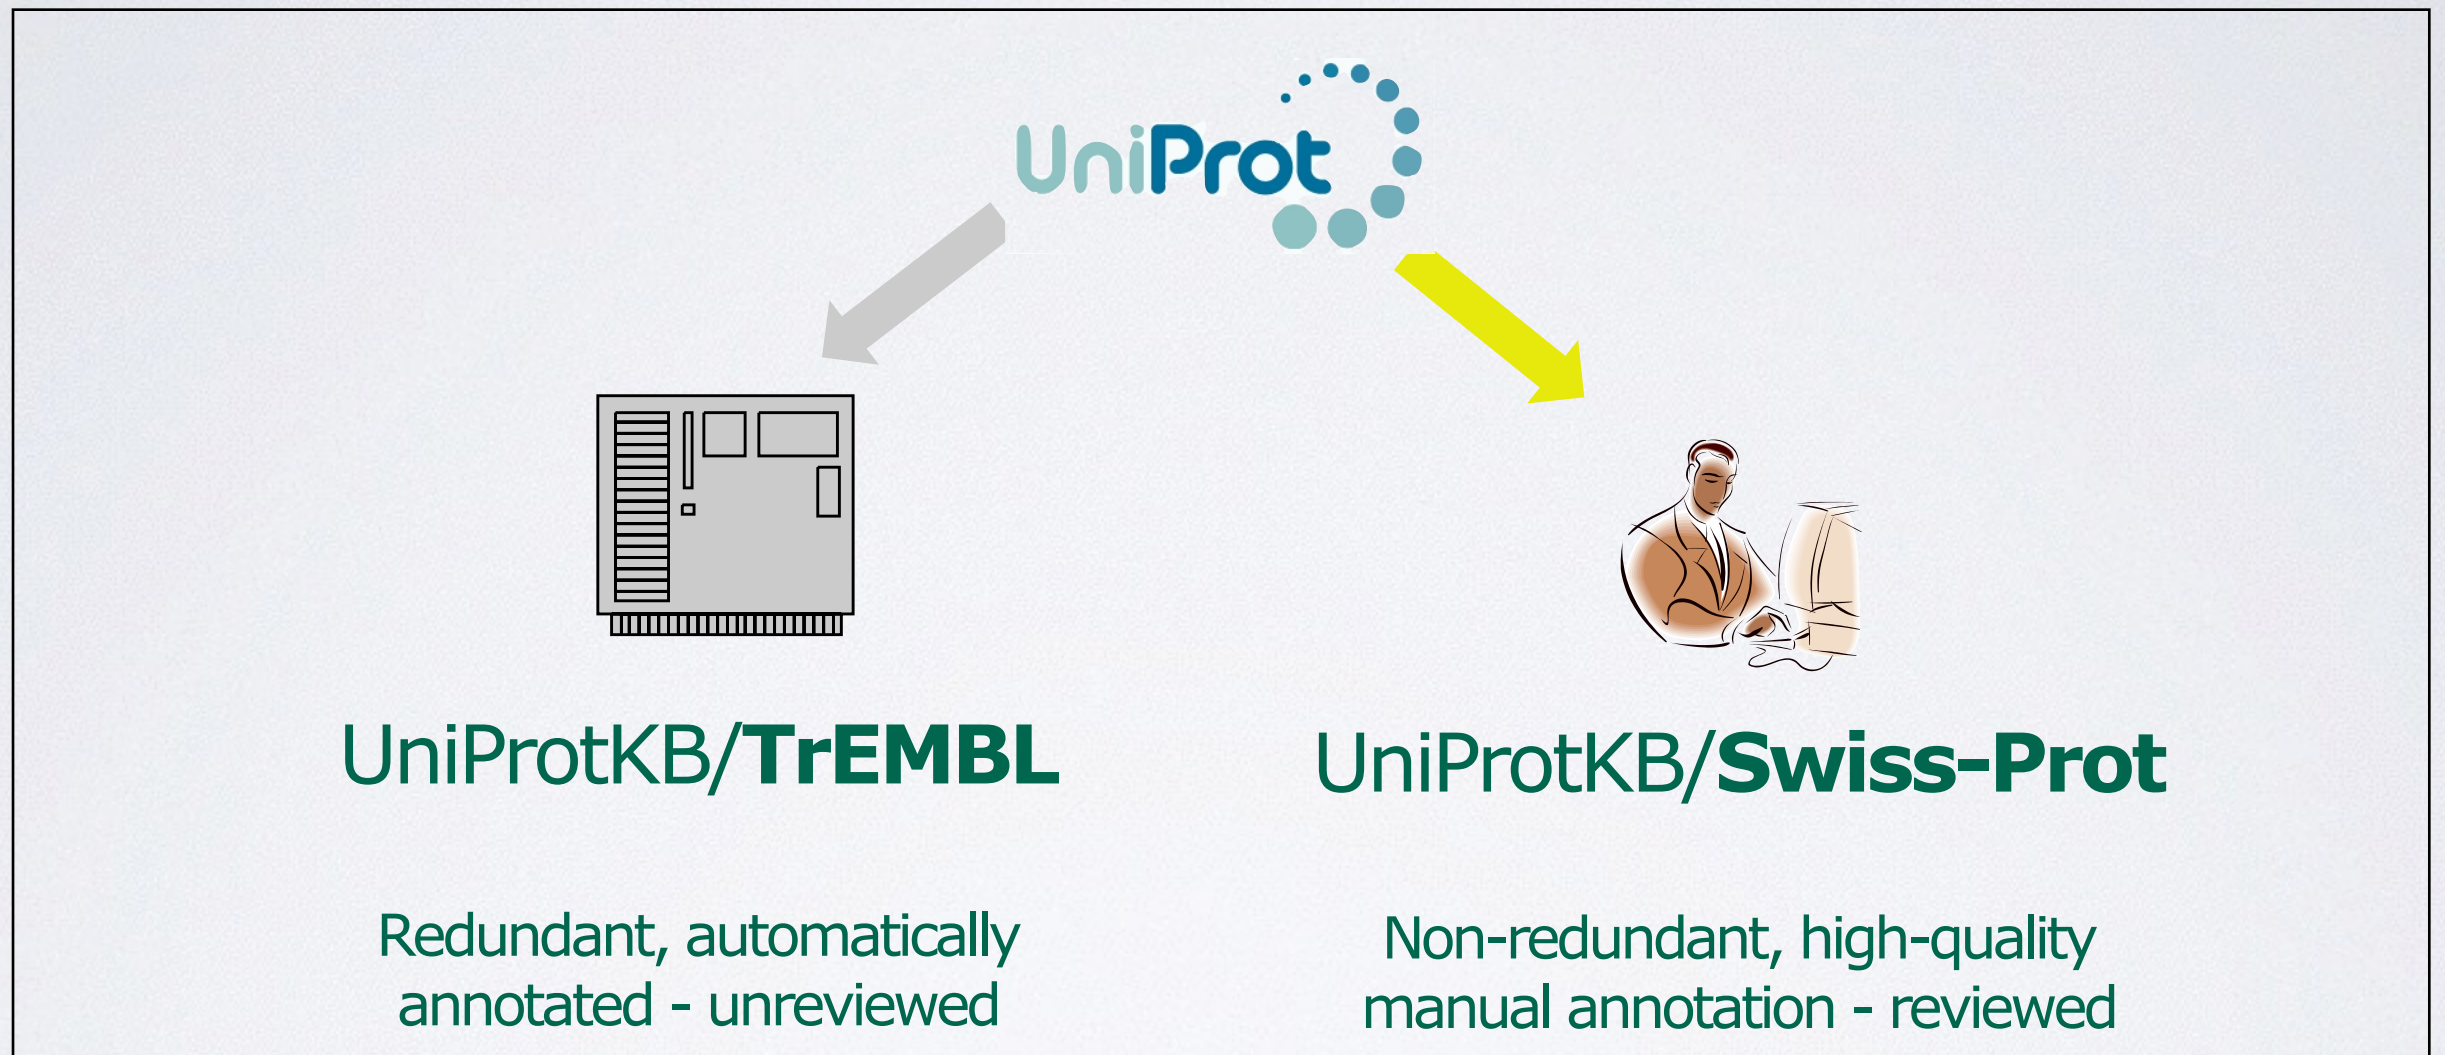 UniProt
UniProtKB/TrEMBL
UniProtKB/Swiss-Prot
Redundant, automatically
annotated - unreviewed
Non-redundant, high-quality
manual annotation - reviewed